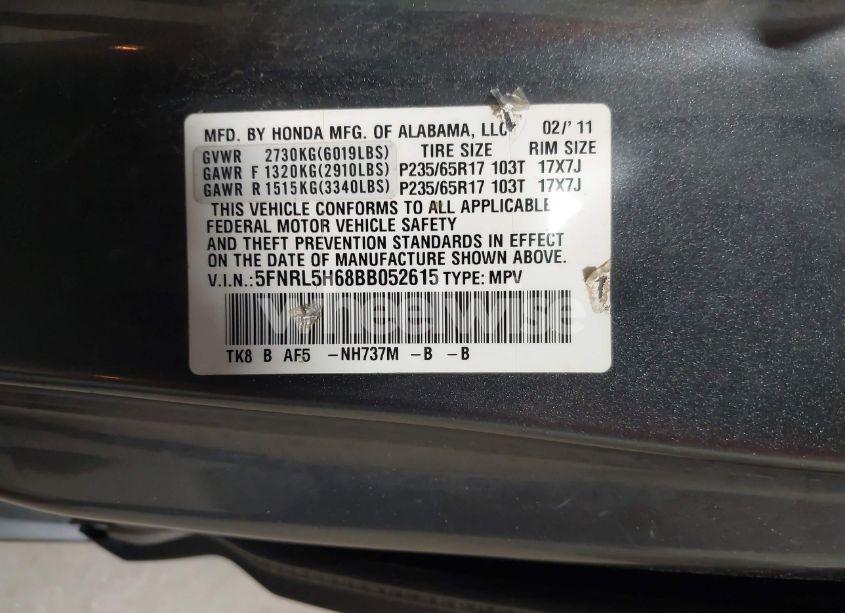 MFD. BY HONDA MFG. OF ALABAMA, LLC 02/'11
GVWR 2730KG(6019LBS) TIRE SIZE RIM SIZE
GAWR F 1320KG(2910LBS) P235/65R17 103T 17X7J
GAWR R 1515KG(3340LBS) P235/65R17 103T 17X7J
THIS VEHICLE CONFORMS TO ALL APPLICABLE
FEDERAL MOTOR VEHICLE SAFETY
AND THEFT PREVENTION STANDARDS IN EFFECT
ON THE DATE OF MANUFACTURE SHOWN ABOVE.
V.I.N.:5FNRL5H68BB052615 TYPE: MPV
wheelwise
TK8 B AF5 -NH737M -B -B